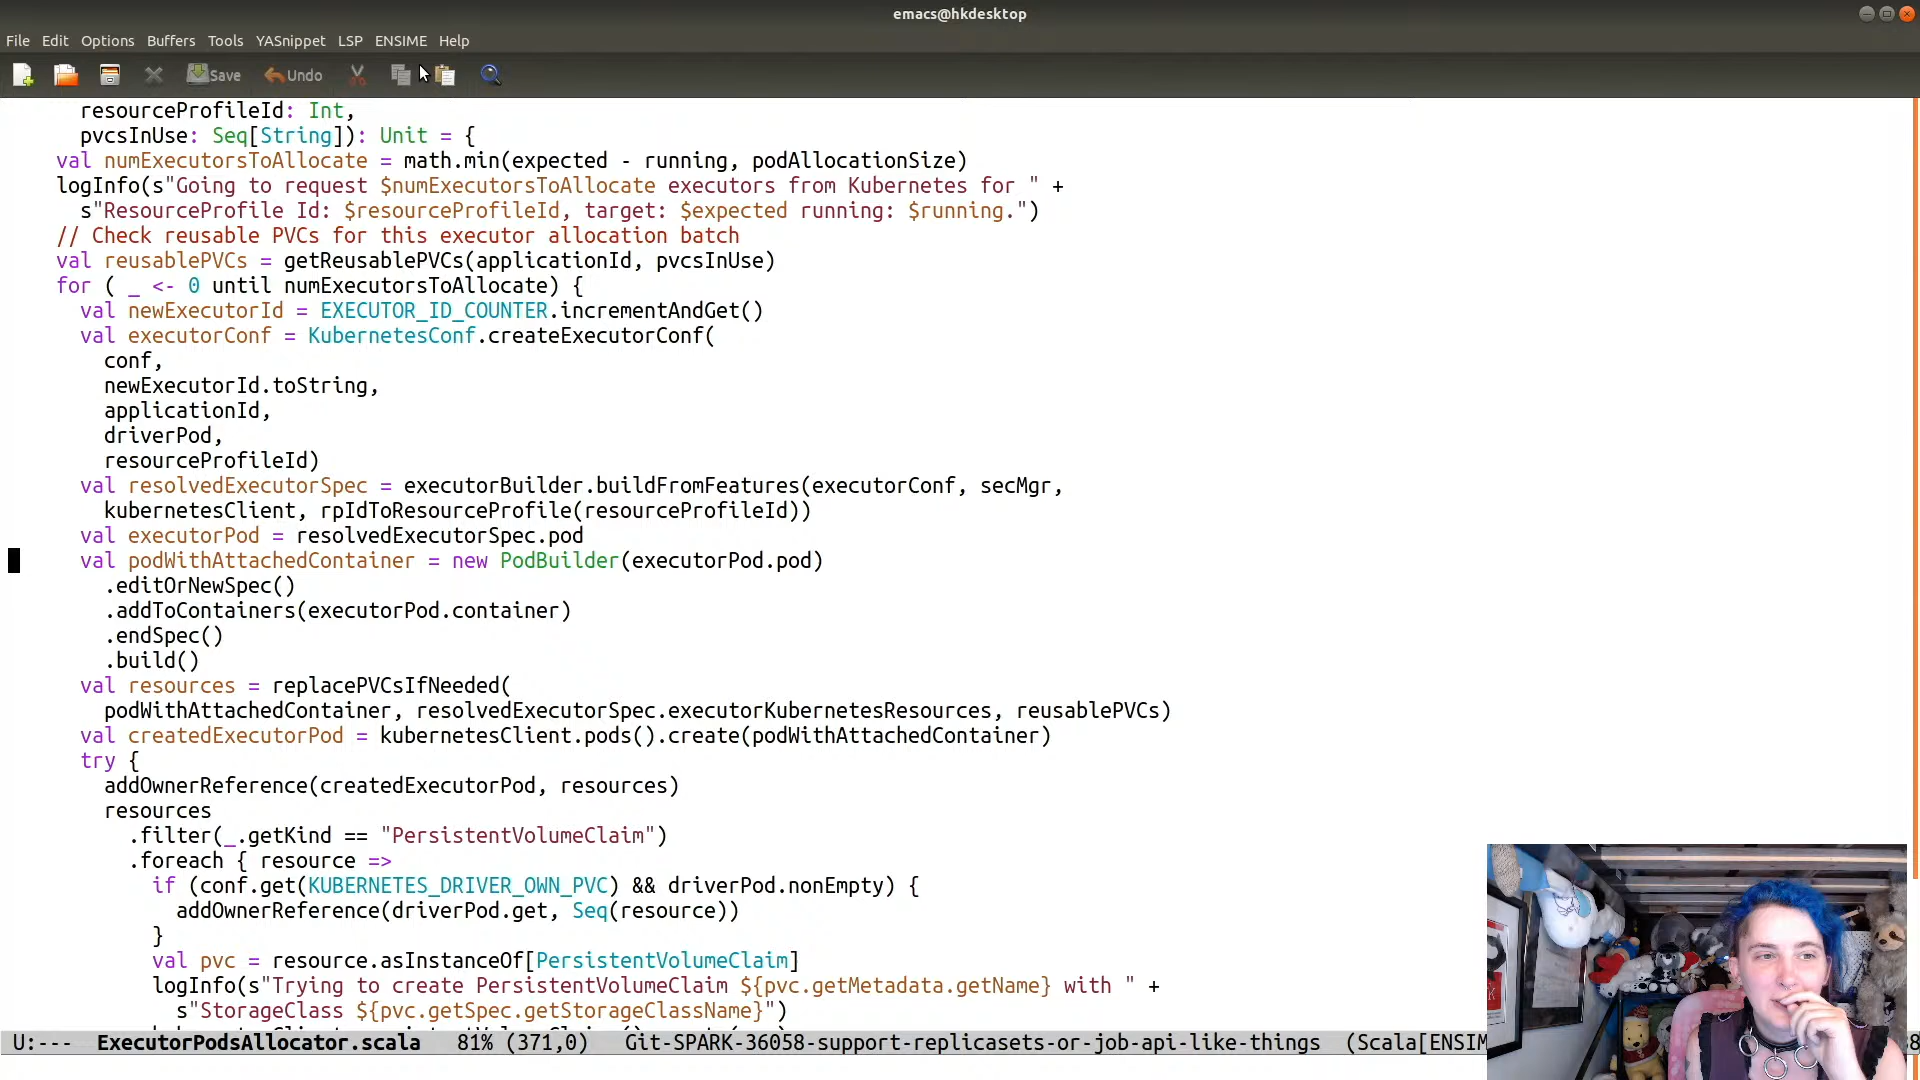 emacs@hkdesktop
File Edit Options Buffers Tools YASnippet LSP ENSIME Help
Save Undo
resourceProfileId: Int,
pvcsInUse: Seq[String]): Unit = {
val numExecutorsToAllocate = math.min(expected - running, podAllocationSize)
logInfo(s"Going to request $numExecutorsToAllocate executors from Kubernetes for " +
s"ResourceProfile Id: $resourceProfileId, target: $expected running: $running.")
// Check reusable PVCs for this executor allocation batch
val reusablePVCs = getReusablePVCs(applicationId, pvcsInUse)
for ( _ <- 0 until numExecutorsToAllocate) {
val newExecutorId = EXECUTOR_ID_COUNTER.incrementAndGet()
val executorConf = KubernetesConf.createExecutorConf(
conf,
newExecutorId.toString,
applicationId,
driverPod,
resourceProfileId)
val resolvedExecutorSpec = executorBuilder.buildFromFeatures(executorConf, secMgr,
kubernetesClient, rpIdToResourceProfile(resourceProfileId))
val executorPod = resolvedExecutorSpec.pod
val podWithAttachedContainer = new PodBuilder(executorPod.pod)
.editOrNewSpec()
.addToContainers(executorPod.container)
.endSpec()
.build()
val resources = replacePVCsIfNeeded(
podWithAttachedContainer, resolvedExecutorSpec.executorKubernetesResources, reusablePVCs)
val createdExecutorPod = kubernetesClient.pods().create(podWithAttachedContainer)
try {
addOwnerReference(createdExecutorPod, resources)
resources
.filter(_.getKind == "PersistentVolumeClaim")
.foreach { resource =>
if (conf.get(KUBERNETES_DRIVER_OWN_PVC) && driverPod.nonEmpty) {
addOwnerReference(driverPod.get, Seq(resource))
}
val pvc = resource.asInstanceOf[PersistentVolumeClaim]
logInfo(s"Trying to create PersistentVolumeClaim ${pvc.getMetadata.getName} with " +
s"StorageClass ${pvc.getSpec.getStorageClassName}")
U:--- ExecutorPodsAllocator.scala 81% (371,0) Git-SPARK-36058-support-replicasets-or-job-api-like-things (Scala[ENSIM